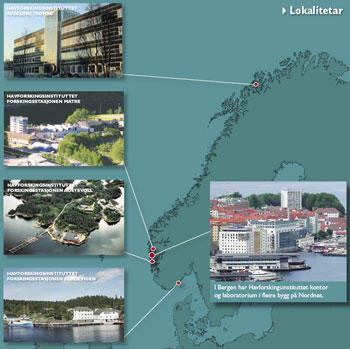 Lokalitetar
HAVFORSKINGSINSTITUTTET
AVDELING TROMSØ
HAVFORSKINGSINSTITUTTET
FORSKINGSSTASJONEN MATRE
HAVFORSKINGSINSTITUTTET
FORSKINGSSTASJONEN AUSTEVOLL
HAVFORSKINGSINSTITUTTET
FORSKINGSSTASJONEN FLØDEVIGEN
I Bergen har Havforskingsinstituttet kontor
og laboratorium i fleire bygg på Nordnes.